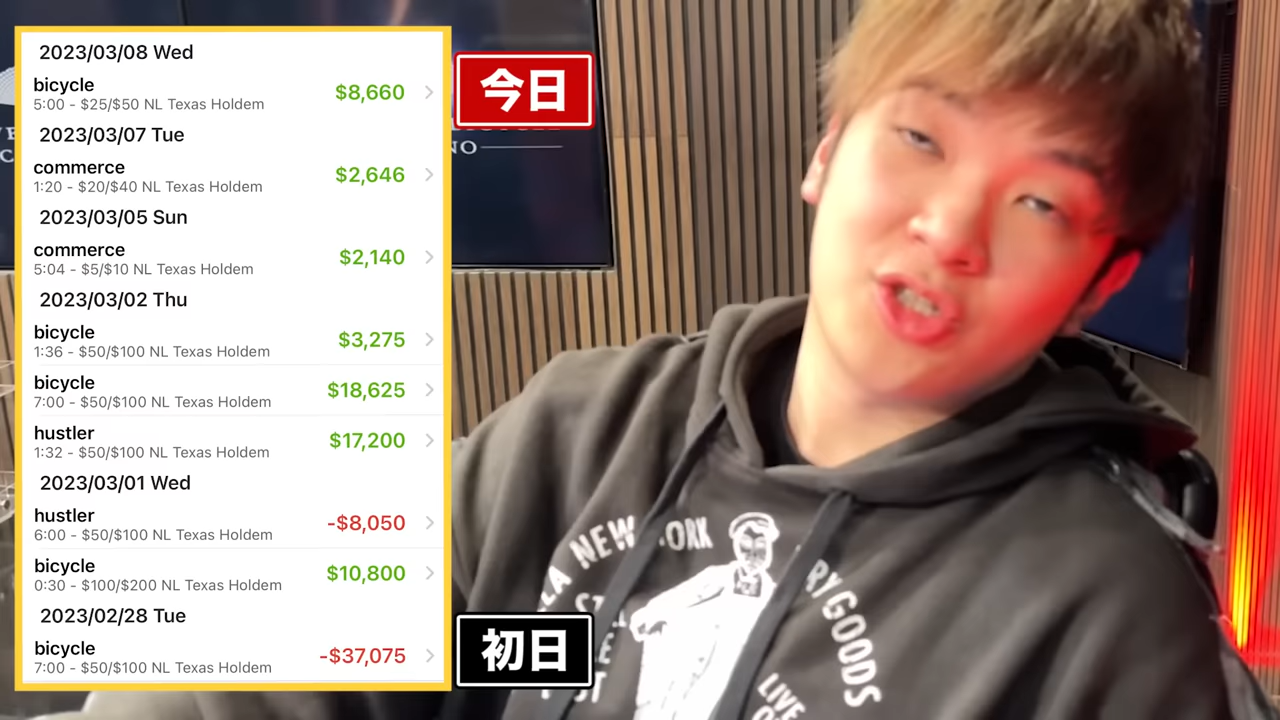 2023/03/08 Wed
bicycle
$8,660
5:00 - $25/$50 NL Texas Holdem
2023/03/07 Tue
commerce
$2,646
1:20 - $20/$40 NL Texas Holdem
2023/03/05 Sun
commerce
$2,140
5:04 - $5/$10 NL Texas Holdem
2023/03/02 Thu
bicycle
$3,275
1:36 - $50/$100 NL Texas Holdem
bicycle
$18,625
7:00 - $50/$100 NL Texas Holdem
hustler
$17,200
1:32 - $50/$100 NL Texas Holdem
2023/03/01 Wed
hustler
-$8,050
6:00 - $50/$100 NL Texas Holdem
bicycle
$10,800
0:30 - $100/$200 NL Texas Holdem
2023/02/28 Tue
bicycle
-$37,075
7:00 - $50/$100 NL Texas Holdem
今日
初日
NEW YORK
DRY GOODS
LIVE